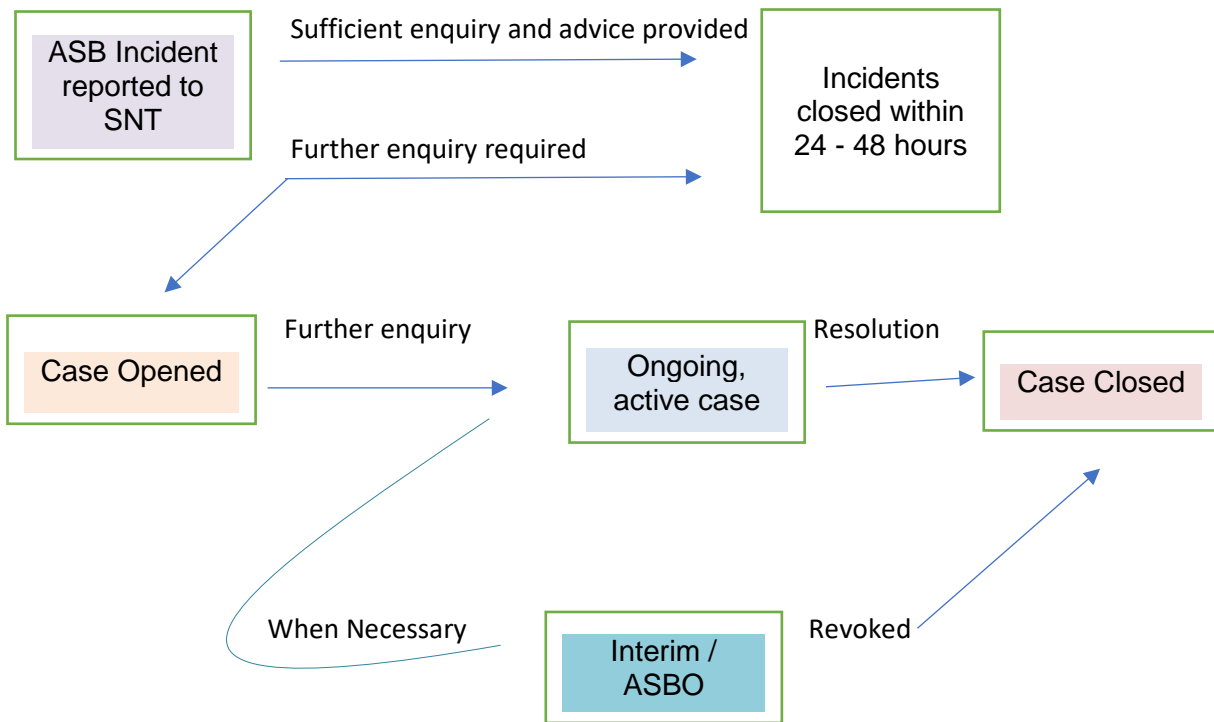 Sufficient enquiry and advice provided
ASB Incident
reported to
SNT
Incidents
closed within
24 - 48 hours
Further enquiry required
Further enquiry
Resolution
Case Opened
Ongoing,
active case
Case Closed
When Necessary
Revoked
Interim /
ASBO